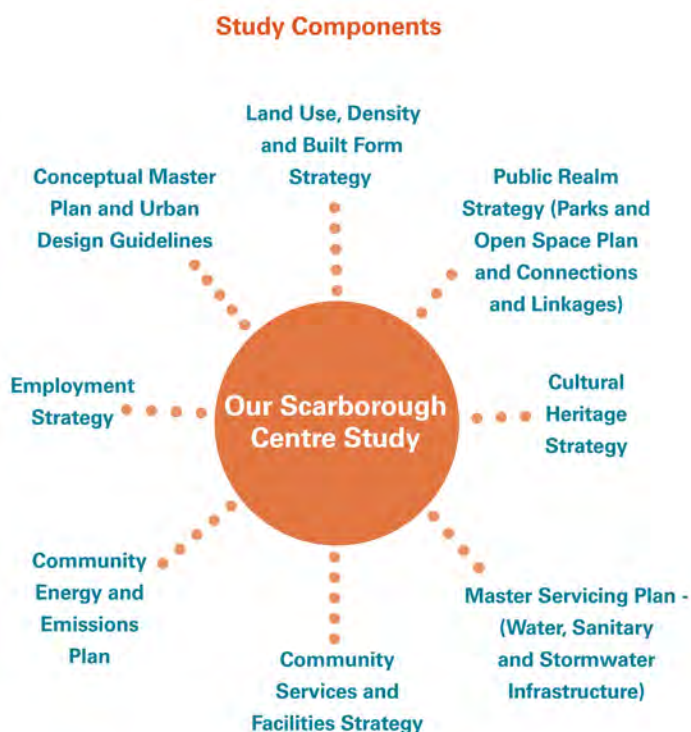 Study Components
Land Use, Density
and Built Form
Strategy
Conceptual Master
Plan and Urban
Design Guidelines
Public Realm
Strategy (Parks and
Open Space Plan
and Connections
and Linkages)
Employment
Strategy
Our Scarborough
Centre Study
Cultural
Heritage
Strategy
Community
Energy and
Emissions
Plan
Community
Services and
Facilities Strategy
Master Servicing Plan -
(Water, Sanitary
and Stormwater
Infrastructure)